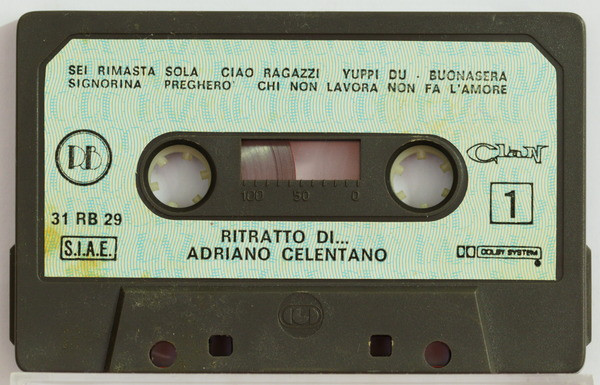 SEI RIMASTA SOLA CIAO RAGAZZI YUPPI DU - BUONASERA
SIGNORINA PREGHERO' CHI NON LAVORA NON FA L'AMORE
RB
Clan
100 50 0
1
31 RB 29
S.I.A.E.
RITRATTO DI...
ADRIANO CELENTANO
DOLBY SYSTEM